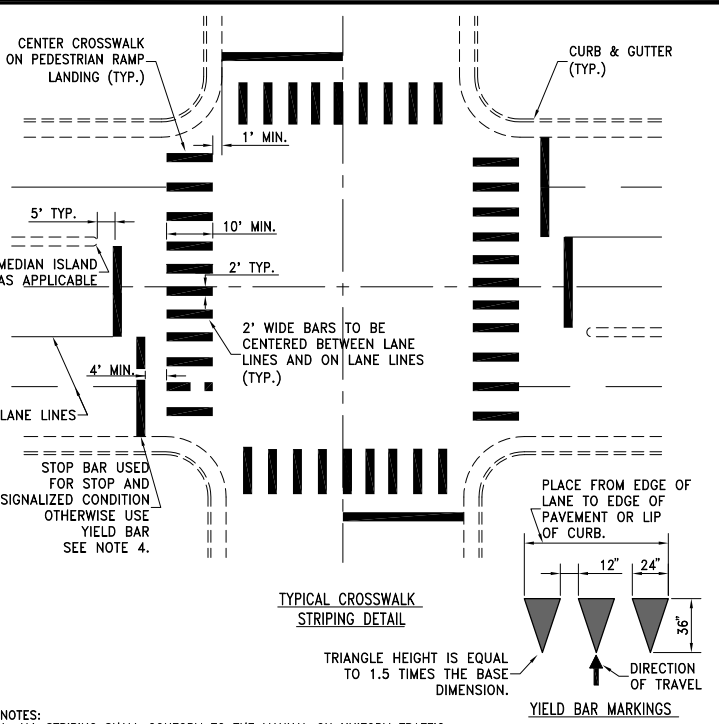 CENTER CROSSWALK
ON PEDESTRIAN RAMP
LANDING (TYP.)
CURB & GUTTER
(TYP.)
1' MIN.
5' TYP.
10' MIN.
MEDIAN ISLAND
AS APPLICABLE
2' TYP.
2' WIDE BARS TO BE
CENTERED BETWEEN LANE
LINES AND ON LANE LINES
(TYP.)
4' MIN.
LANE LINES
STOP BAR USED
FOR STOP AND
SIGNALIZED CONDITION
OTHERWISE USE
YIELD BAR
SEE NOTE 4.
PLACE FROM EDGE OF
LANE TO EDGE OF
PAVEMENT OR LIP
OF CURB.
12"
24"
36"
TYPICAL CROSSWALK
STRIPING DETAIL
TRIANGLE HEIGHT IS EQUAL
TO 1.5 TIMES THE BASE
DIMENSION.
DIRECTION
OF TRAVEL
YIELD BAR MARKINGS
NOTES: